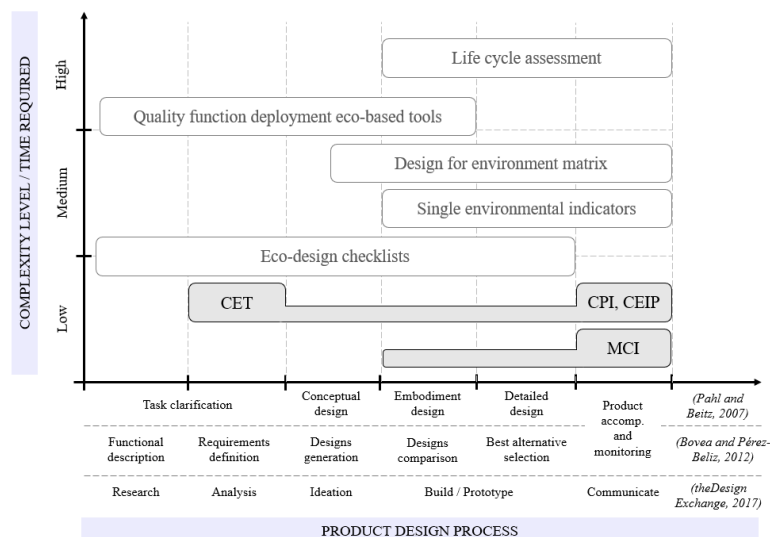 COMPLEXITY LEVEL / TIME REQUIRED
High
Medium
Low
Life cycle assessment
Quality function deployment eco-based tools
Design for environment matrix
Single environmental indicators
Eco-design checklists
CET
CPI, CEIP
MCI
Task clarification
Conceptual
design
Embodiment
design
Detailed
design
Product
accomp.
and
monitoring
(Pahl and
Beitz, 2007)
Functional
description
Requirements
definition
Designs
generation
Designs
comparison
Best alternative
selection
(Bovea and Pérez-
Beliz, 2012)
Research
Analysis
Ideation
Build / Prototype
Communicate
(theDesign
Exchange, 2017)
PRODUCT DESIGN PROCESS